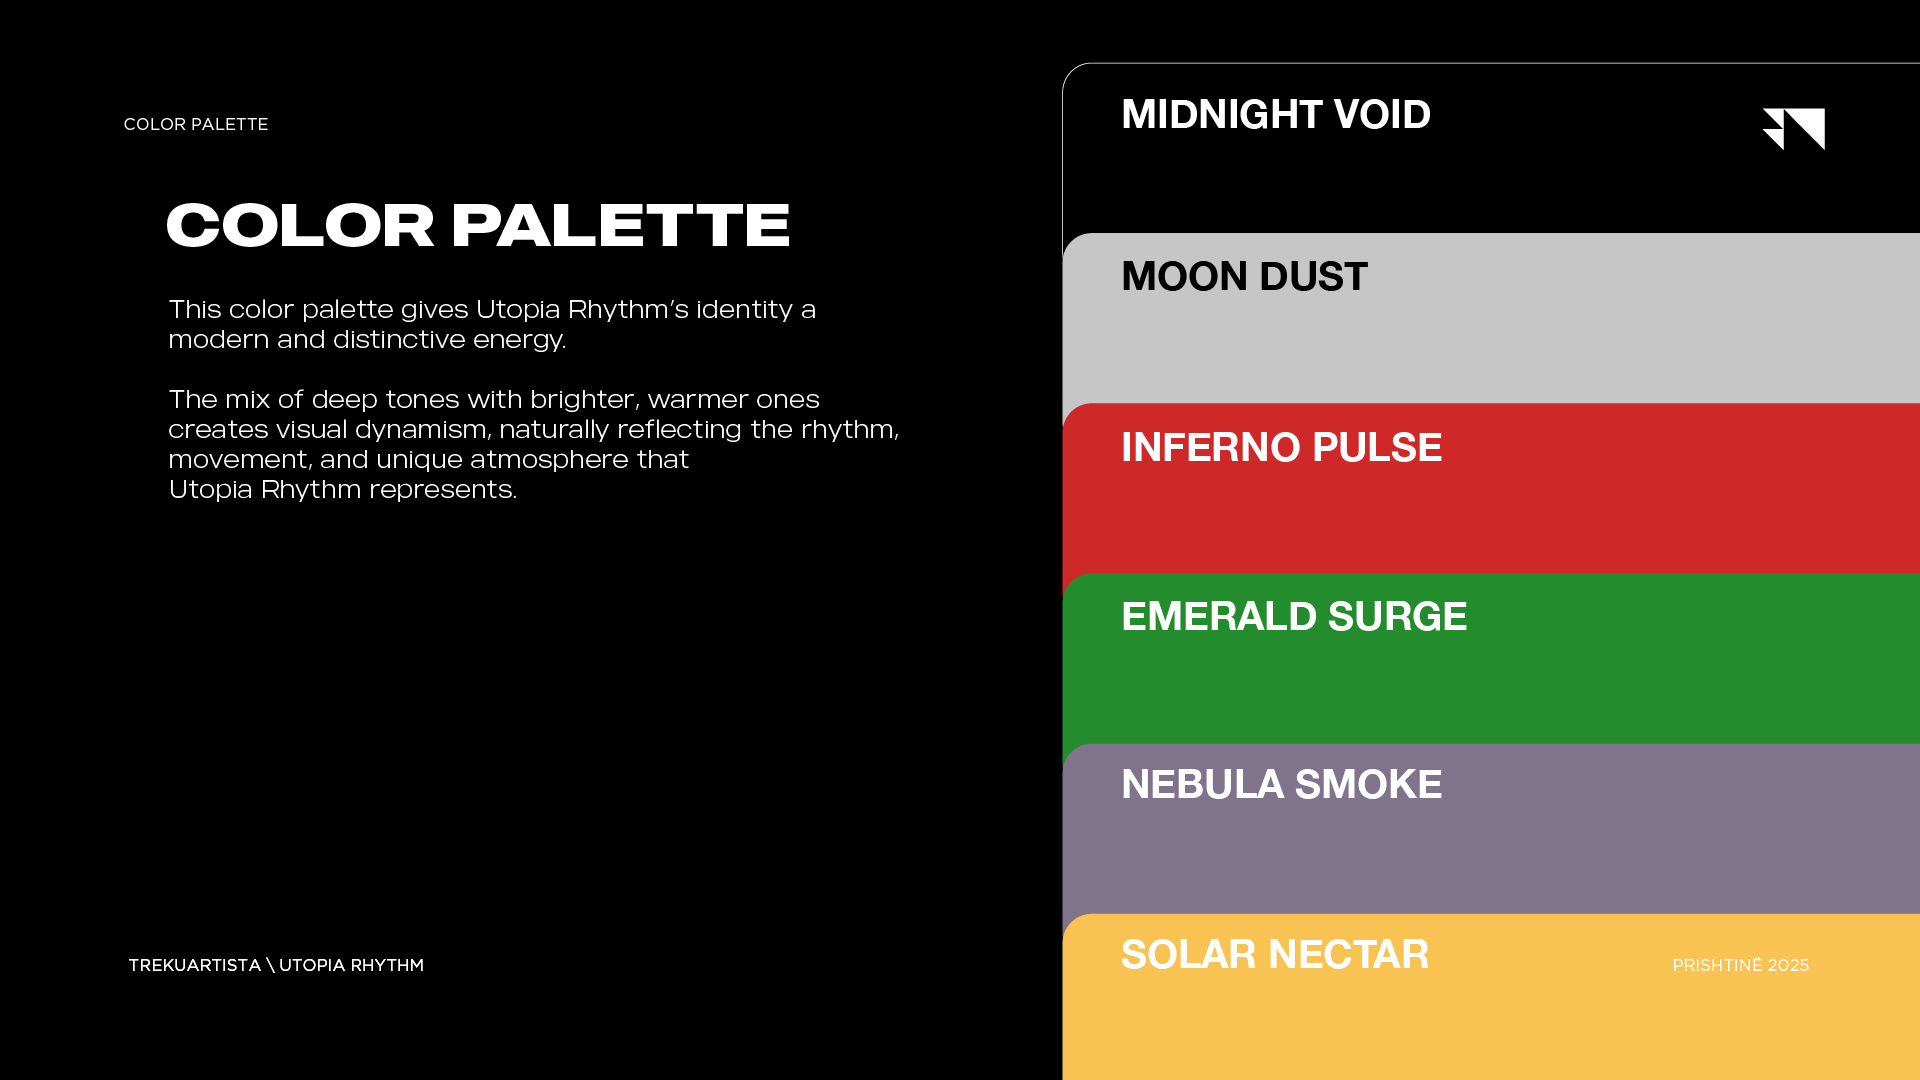 COLOR PALETTE
COLOR PALETTE
This color palette gives Utopia Rhythm’s identity a
modern and distinctive energy.
The mix of deep tones with brighter, warmer ones
creates visual dynamism, naturally reflecting the rhythm,
movement, and unique atmosphere that
Utopia Rhythm represents.
TREKUARTISTA \ UTOPIA RHYTHM
MIDNIGHT VOID
MOON DUST
INFERNO PULSE
EMERALD SURGE
NEBULA SMOKE
SOLAR NECTAR
PRISHTINË 2025